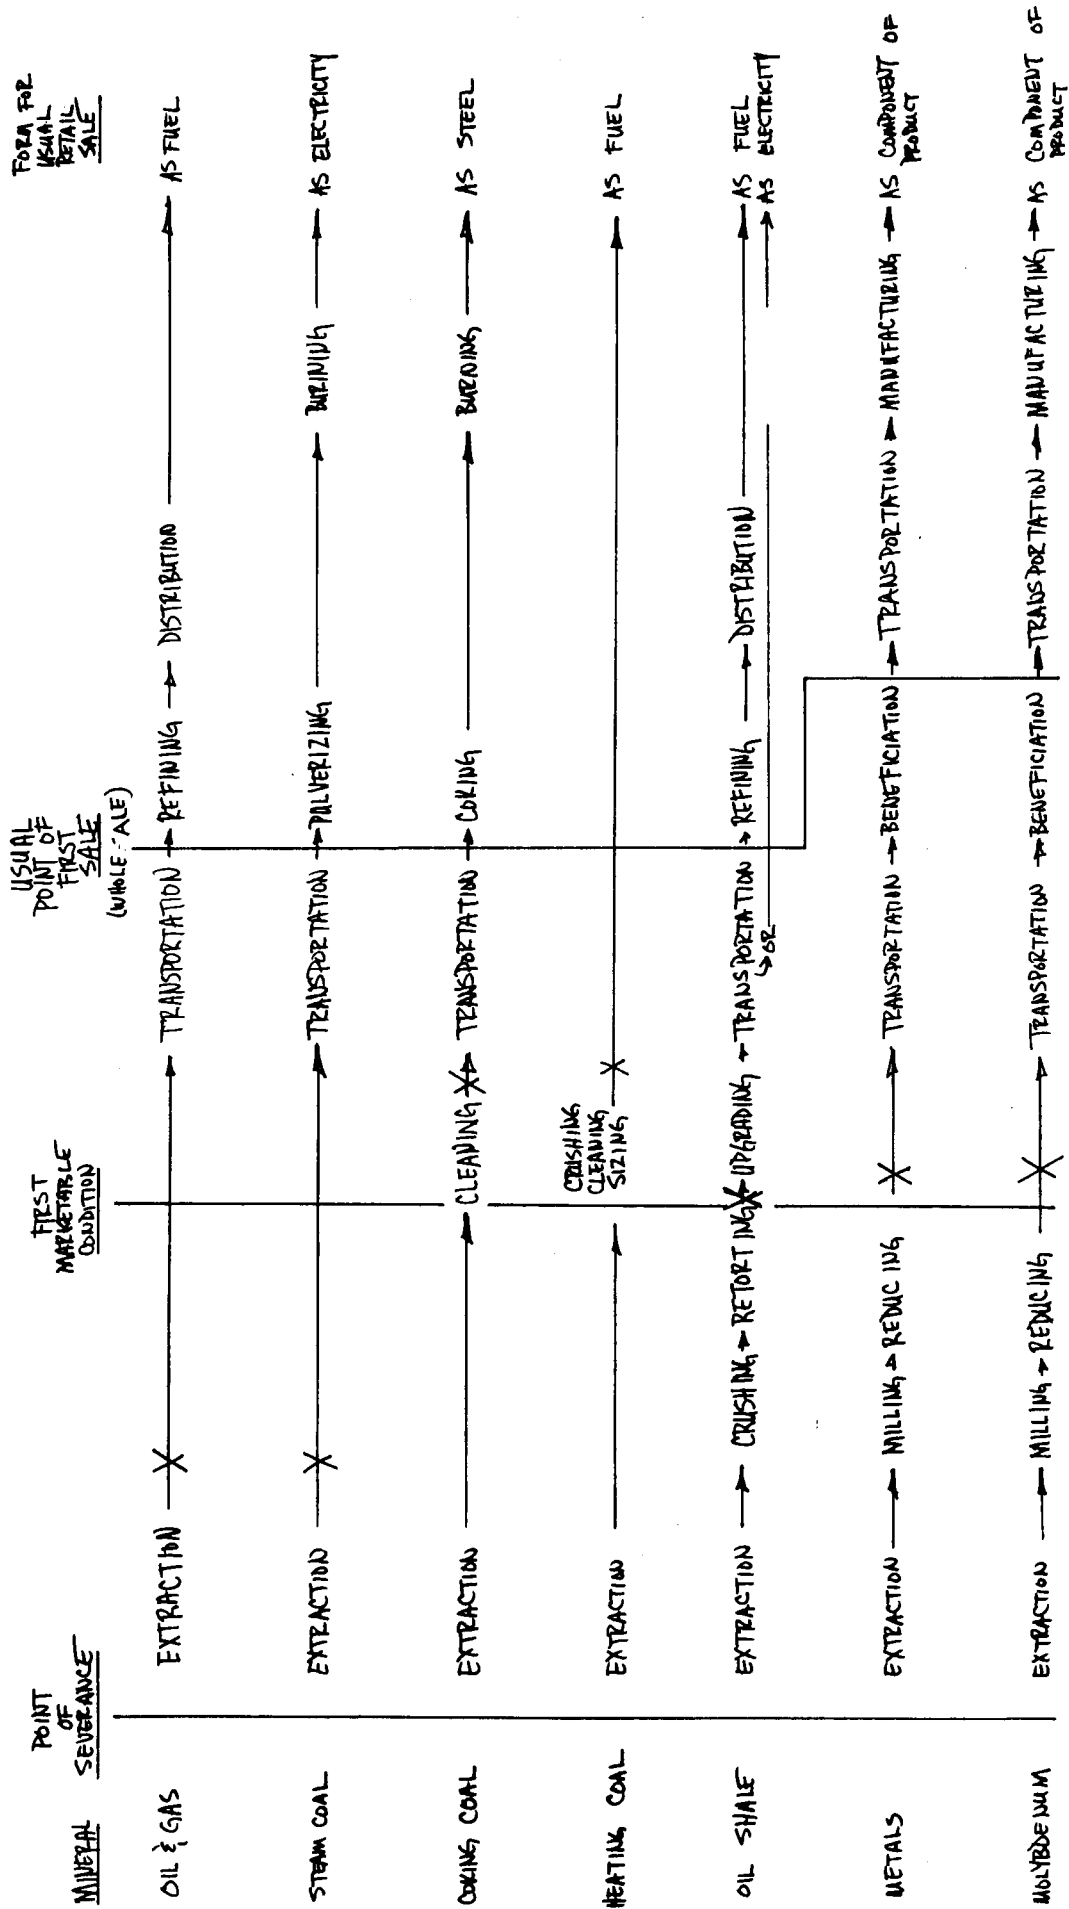 MINERAL
POINT
OF
SEVERANCE
FIRST
MARKETABLE
CONDITION
USUAL
POINT OF
FIRST
SALE
(WHOLE-ALE)
FORM FOR
USUAL
RETAIL
SALE
OIL & GAS EXTRACTION TRANSPORTATION REFINING DISTRIBUTION AS FUEL
STEAM COAL EXTRACTION TRANSPORTATION PULVERIZING BURINING AS ELECTRICITY
COKING COAL EXTRACTION CLEANING TRANSPORTATION COKING BURNING AS STEEL
HEATING COAL EXTRACTION
CRUSHING
CLEANING
SIZING
AS FUEL
OIL SHALE EXTRACTION CRUSHING RETORTING UPGRADING TRANSPORTATION REFINING DISTRIBUTION AS FUEL
OR AS ELECTRICITY
METALS EXTRACTION MILLING REDUCING TRANSPORTATION BENEFICIATION TRANSPORTATION MANUFACTURING AS COMPONENT OF
PRODUCT
MOLYBDENUM EXTRACTION MILLING REDUCING TRANSPORTATION BENEFICIATION TRANSPORTATION MANUFACTURING AS COMPONENT OF
PRODUCT